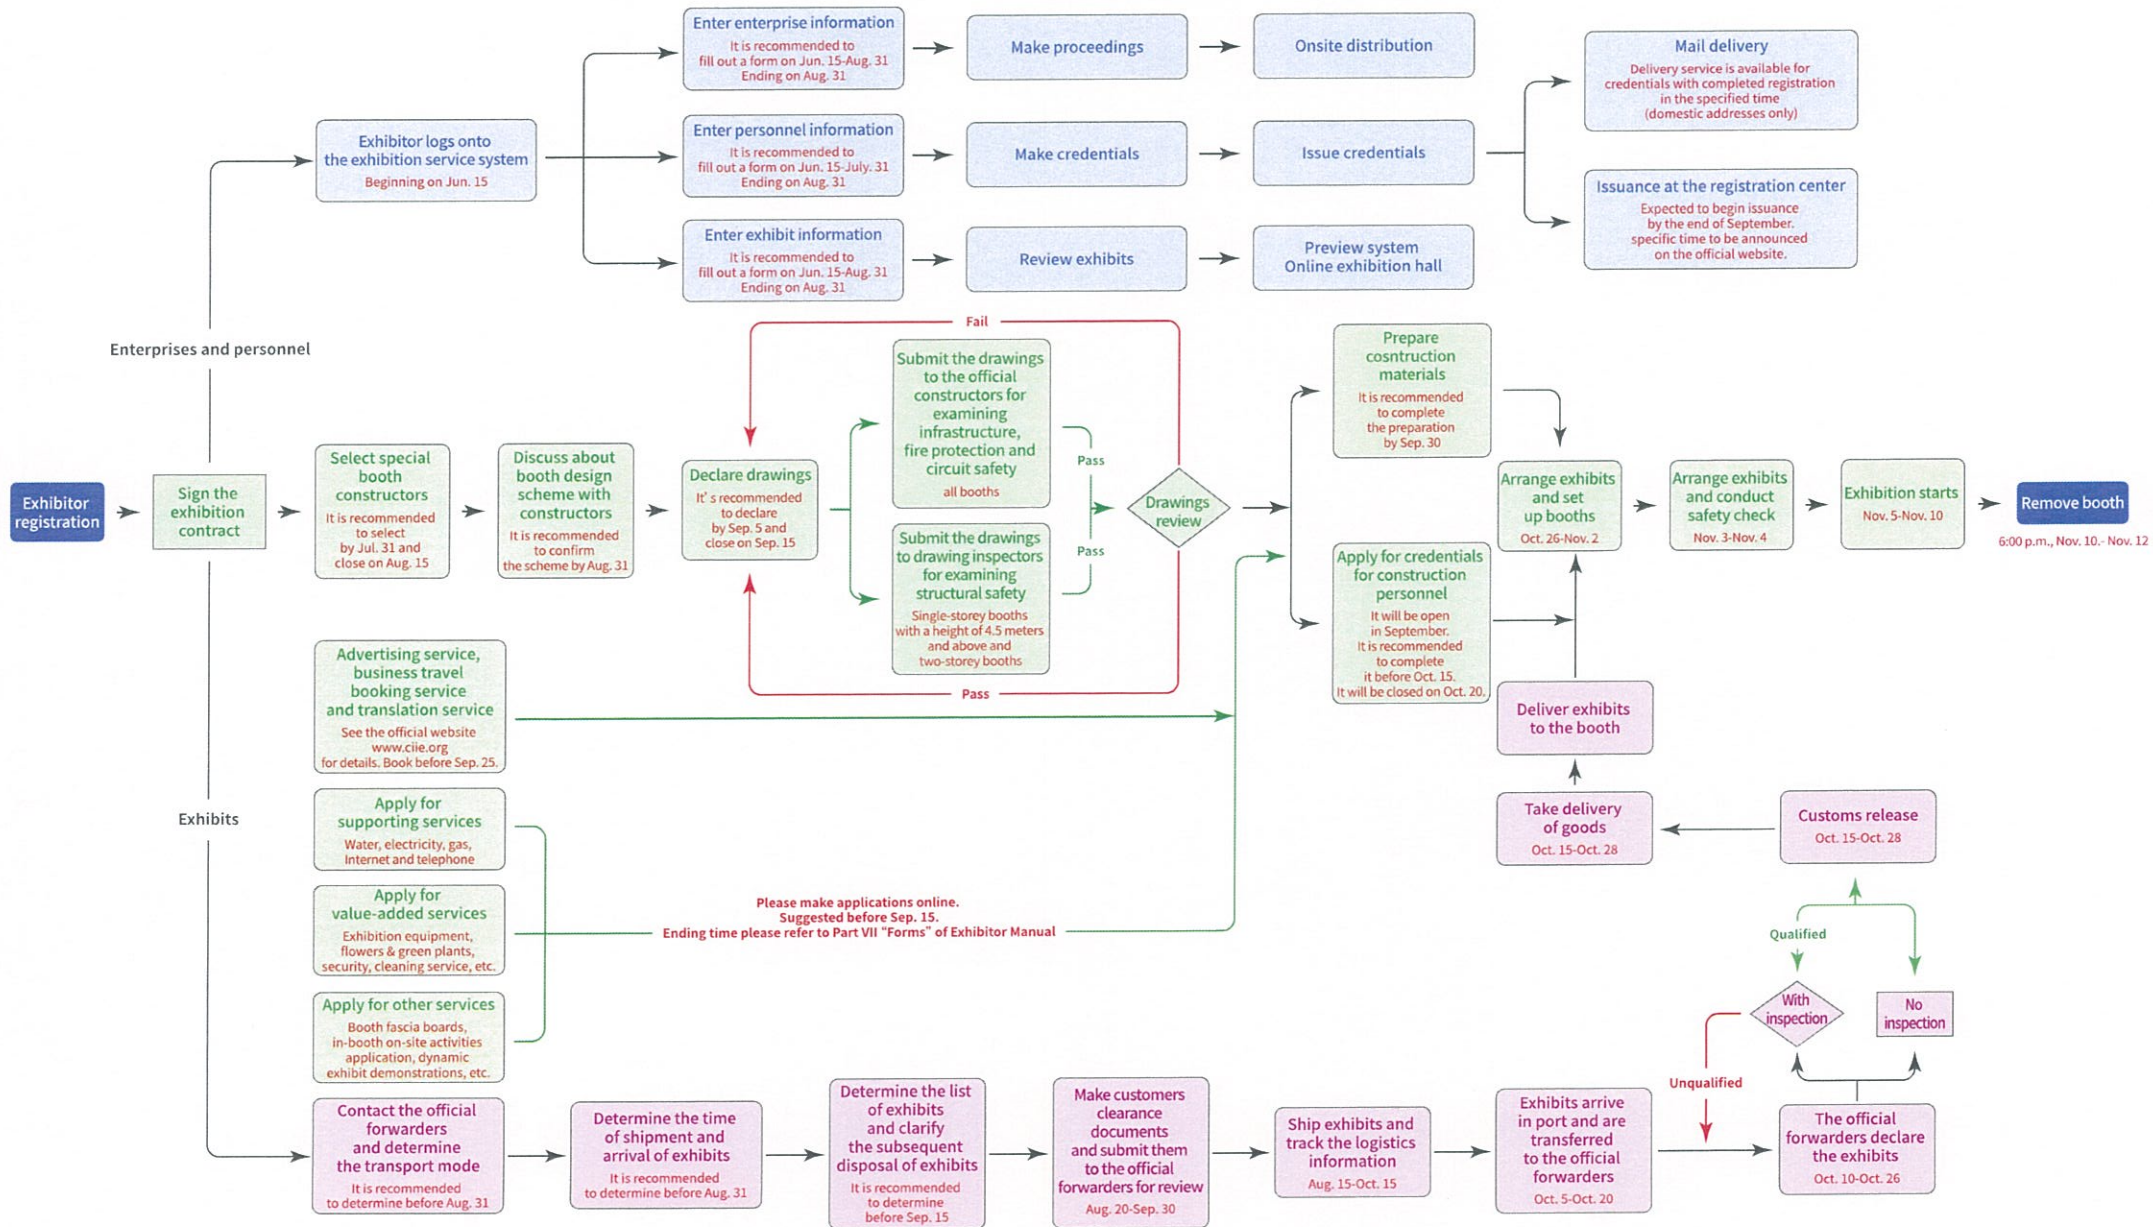 Enter enterprise information
It is recommended to
fill out a form on Jun. 15-Aug. 31
Ending on Aug. 31
Make proceedings
Onsite distribution
Mail delivery
Delivery service is available for
credentials with completed registration
in the specified time
(domestic addresses only)
Exhibitor logs onto
the exhibition service system
Beginning on Jun. 15
Enter personnel information
It is recommended to
fill out a form on Jun. 15-July. 31
Ending on Aug. 31
Make credentials
Issue credentials
Issuance at the registration center
Expected to begin issuance
by the end of September.
specific time to be announced
on the official website.
Enter exhibit information
It is recommended to
fill out a form on Jun. 15-Aug. 31
Ending on Aug. 31
Review exhibits
Preview system
Online exhibition hall
Enterprises and personnel
Fail
Exhibitor
registration
Sign the
exhibition
contract
Select special
booth
constructors
It is recommended
to select
by Jul. 31 and
close on Aug. 15
Discuss about
booth design
scheme with
constructors
It is recommended
to confirm
the scheme by Aug. 31
Declare drawings
It' s recommended
to declare
by Sep. 5 and
close on Sep. 15
Submit the drawings
to the official
constructors for
examining
infrastructure,
fire protection and
circuit safety
all booths
Pass
Submit the drawings
to drawing inspectors
for examining
structural safety
Single-storey booths
with a height of 4.5 meters
and above and
two-storey booths
Pass
Drawings
review
Pass
Prepare
cosntruction
materials
It is recommended
to complete
the preparation
by Sep. 30
Apply for credentials
for construction
personnel
It will be open
in September.
It is recommended
to complete
it before Oct. 15.
It will be closed on Oct. 20.
Arrange exhibits
and set
up booths
Oct. 26-Nov. 2
Arrange exhibits
and conduct
safety check
Nov. 3-Nov. 4
Exhibition starts
Nov. 5-Nov. 10
Remove booth
6:00 p.m., Nov. 10.- Nov. 12
Advertising service,
business travel
booking service
and translation service
See the official website
www.ciie.org
for details. Book before Sep. 25.
Exhibits
Apply for
supporting services
Water, electricity, gas,
Internet and telephone
Apply for
value-added services
Exhibition equipment,
flowers & green plants,
security, cleaning service, etc.
Apply for other services
Booth fascia boards,
in-booth on-site activities
application, dynamic
exhibit demonstrations, etc.
Please make applications online.
Suggested before Sep. 15.
Ending time please refer to Part VII "Forms" of Exhibitor Manual
Deliver exhibits
to the booth
Take delivery
of goods
Oct. 15-Oct. 28
Customs release
Oct. 15-Oct. 28
Qualified
With
inspection
No
inspection
Unqualified
Contact the official
forwarders
and determine
the transport mode
It is recommended
to determine before Aug. 31
Determine the time
of shipment and
arrival of exhibits
It is recommended
to determine before Aug. 31
Determine the list
of exhibits
and clarify
the subsequent
disposal of exhibits
It is recommended
to determine
before Sep. 15
Make customers
clearance
documents
and submit them
to the official
forwarders for review
Aug. 20-Sep. 30
Ship exhibits and
track the logistics
information
Aug. 15-Oct. 15
Exhibits arrive
in port and are
transferred
to the official
forwarders
Oct. 5-Oct. 20
The official
forwarders declare
the exhibits
Oct. 10-Oct. 26